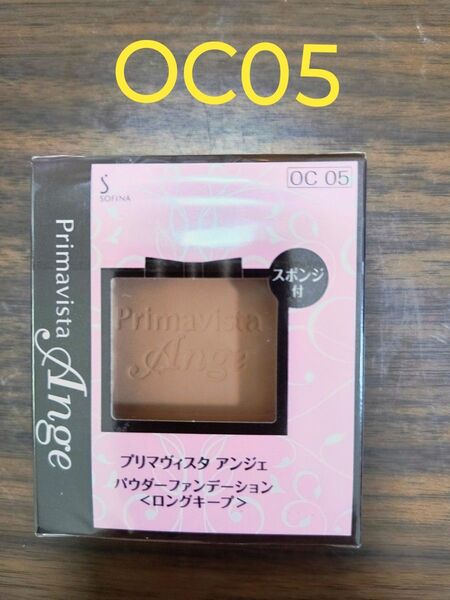 OC05
SOFINA
OC 05
Primavista Ange
スポンジ
付
Primavista
Ange
プリマヴィスタ アンジェ
パウダーファンデーション
<ロングキープ>